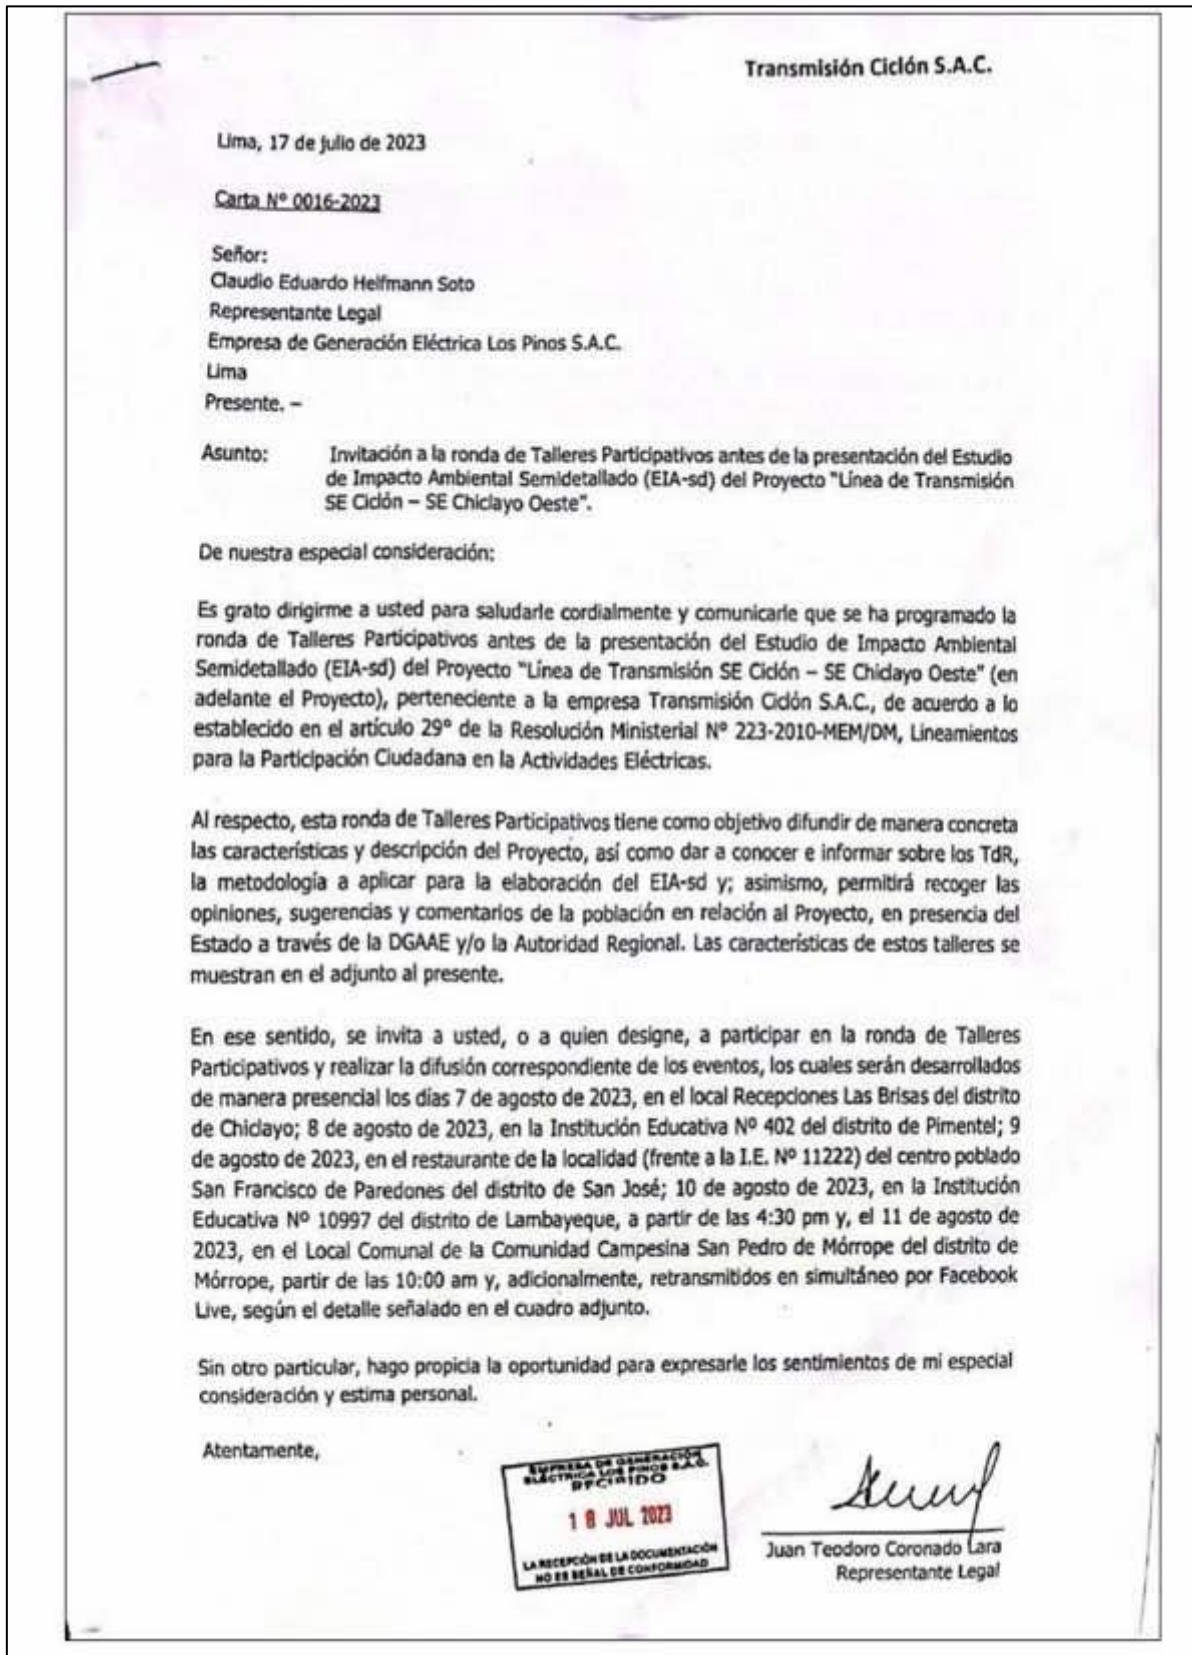 Transmisión Ciclón S.A.C.
Lima, 17 de julio de 2023
Carta Nº 0016-2023
Señor:
Claudio Eduardo Helfmann Soto
Representante Legal
Empresa de Generación Eléctrica Los Pinos S.A.C.
Lima
Presente. –
Asunto: Invitación a la ronda de Talleres Participativos antes de la presentación del Estudio
de Impacto Ambiental Semidetallado (EIA-sd) del Proyecto "Línea de Transmisión
SE Ciclón – SE Chiclayo Oeste".
De nuestra especial consideración:
Es grato dirigirme a usted para saludarle cordialmente y comunicarle que se ha programado la
ronda de Talleres Participativos antes de la presentación del Estudio de Impacto Ambiental
Semidetallado (EIA-sd) del Proyecto "Línea de Transmisión SE Ciclón – SE Chiclayo Oeste" (en
adelante el Proyecto), perteneciente a la empresa Transmisión Ciclón S.A.C., de acuerdo a lo
establecido en el artículo 29° de la Resolución Ministerial Nº 223-2010-MEM/DM, Lineamientos
para la Participación Ciudadana en la Actividades Eléctricas.
Al respecto, esta ronda de Talleres Participativos tiene como objetivo difundir de manera concreta
las características y descripción del Proyecto, así como dar a conocer e informar sobre los TdR,
la metodología a aplicar para la elaboración del EIA-sd y; asimismo, permitirá recoger las
opiniones, sugerencias y comentarios de la población en relación al Proyecto, en presencia del
Estado a través de la DGAAE y/o la Autoridad Regional. Las características de estos talleres se
muestran en el adjunto al presente.
En ese sentido, se invita a usted, o a quien designe, a participar en la ronda de Talleres
Participativos y realizar la difusión correspondiente de los eventos, los cuales serán desarrollados
de manera presencial los días 7 de agosto de 2023, en el local Recepciones Las Brisas del distrito
de Chiclayo; 8 de agosto de 2023, en la Institución Educativa Nº 402 del distrito de Pimentel; 9
de agosto de 2023, en el restaurante de la localidad (frente a la I.E. Nº 11222) del centro poblado
San Francisco de Paredones del distrito de San José; 10 de agosto de 2023, en la Institución
Educativa Nº 10997 del distrito de Lambayeque, a partir de las 4:30 pm y, el 11 de agosto de
2023, en el Local Comunal de la Comunidad Campesina San Pedro de Mórrope del distrito de
Mórrope, partir de las 10:00 am y, adicionalmente, retransmitidos en simultáneo por Facebook
Live, según el detalle señalado en el cuadro adjunto.
Sin otro particular, hago propicia la oportunidad para expresarle los sentimientos de mi especial
consideración y estima personal.
Atentamente,
EMPRESA DE GENERACIÓN
ELÉCTRICA LOS PINOS S.A.C.
RECIBIDO
18 JUL 2023
LA RECEPCIÓN DE LA DOCUMENTACIÓN
NO ES SEÑAL DE CONFORMIDAD
Juan Teodoro Coronado Lara
Representante Legal